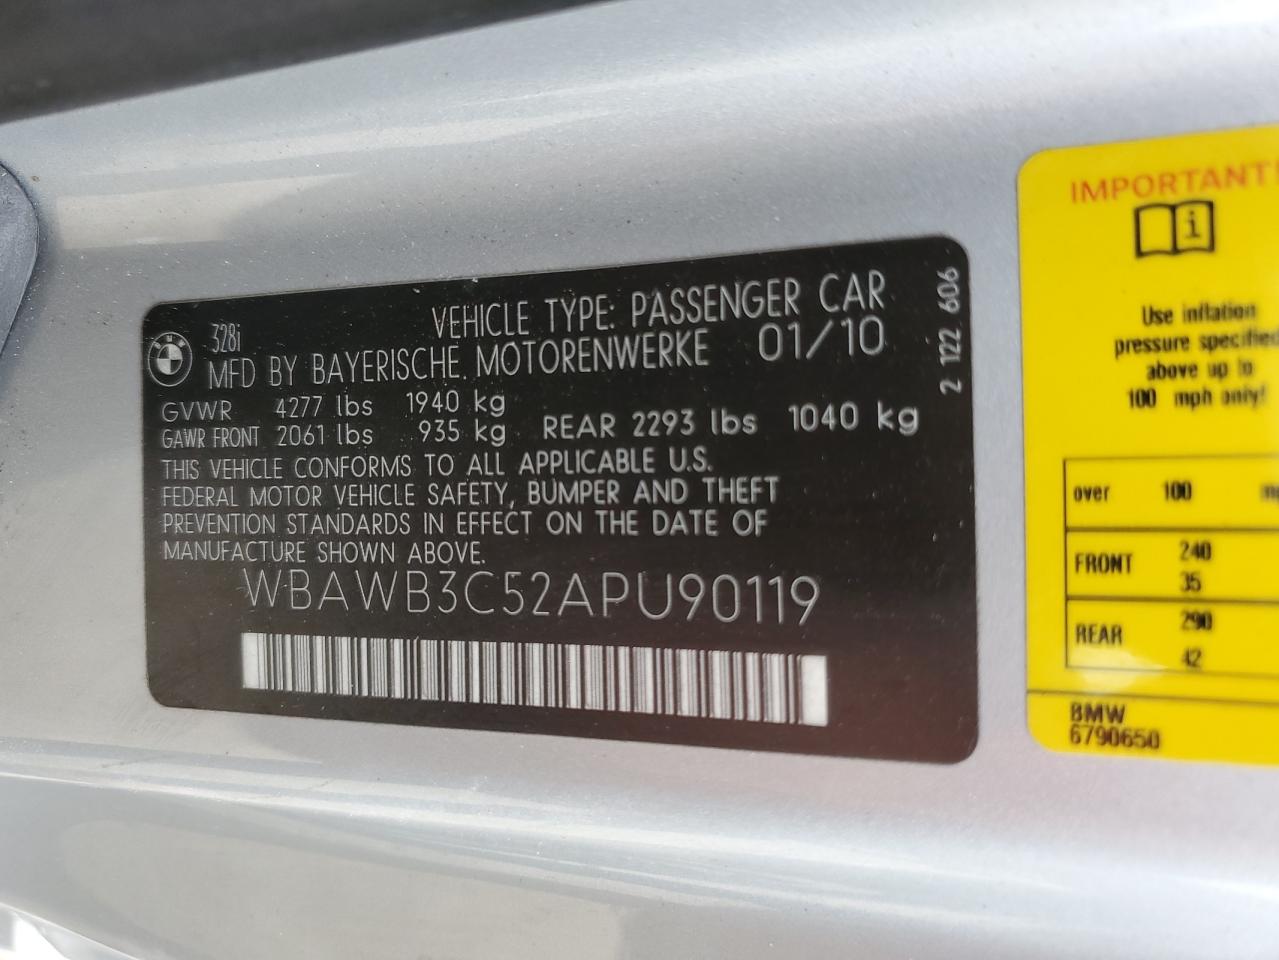 BMW
328i
VEHICLE TYPE: PASSENGER CAR
MFD BY BAYERISCHE MOTORENWERKE 01/10
GVWR 4277 lbs 1940 kg
GAWR FRONT 2061 lbs 935 kg REAR 2293 lbs 1040 kg
THIS VEHICLE CONFORMS TO ALL APPLICABLE U.S.
FEDERAL MOTOR VEHICLE SAFETY, BUMPER AND THEFT
PREVENTION STANDARDS IN EFFECT ON THE DATE OF
MANUFACTURE SHOWN ABOVE.
WBAWB3C52APU90119
2 122 606
IMPORTANT!
i
Use inflation
pressure specified
above up to
100 mph only!
over 100
FRONT 240
35
REAR 290
42
BMW
6790650